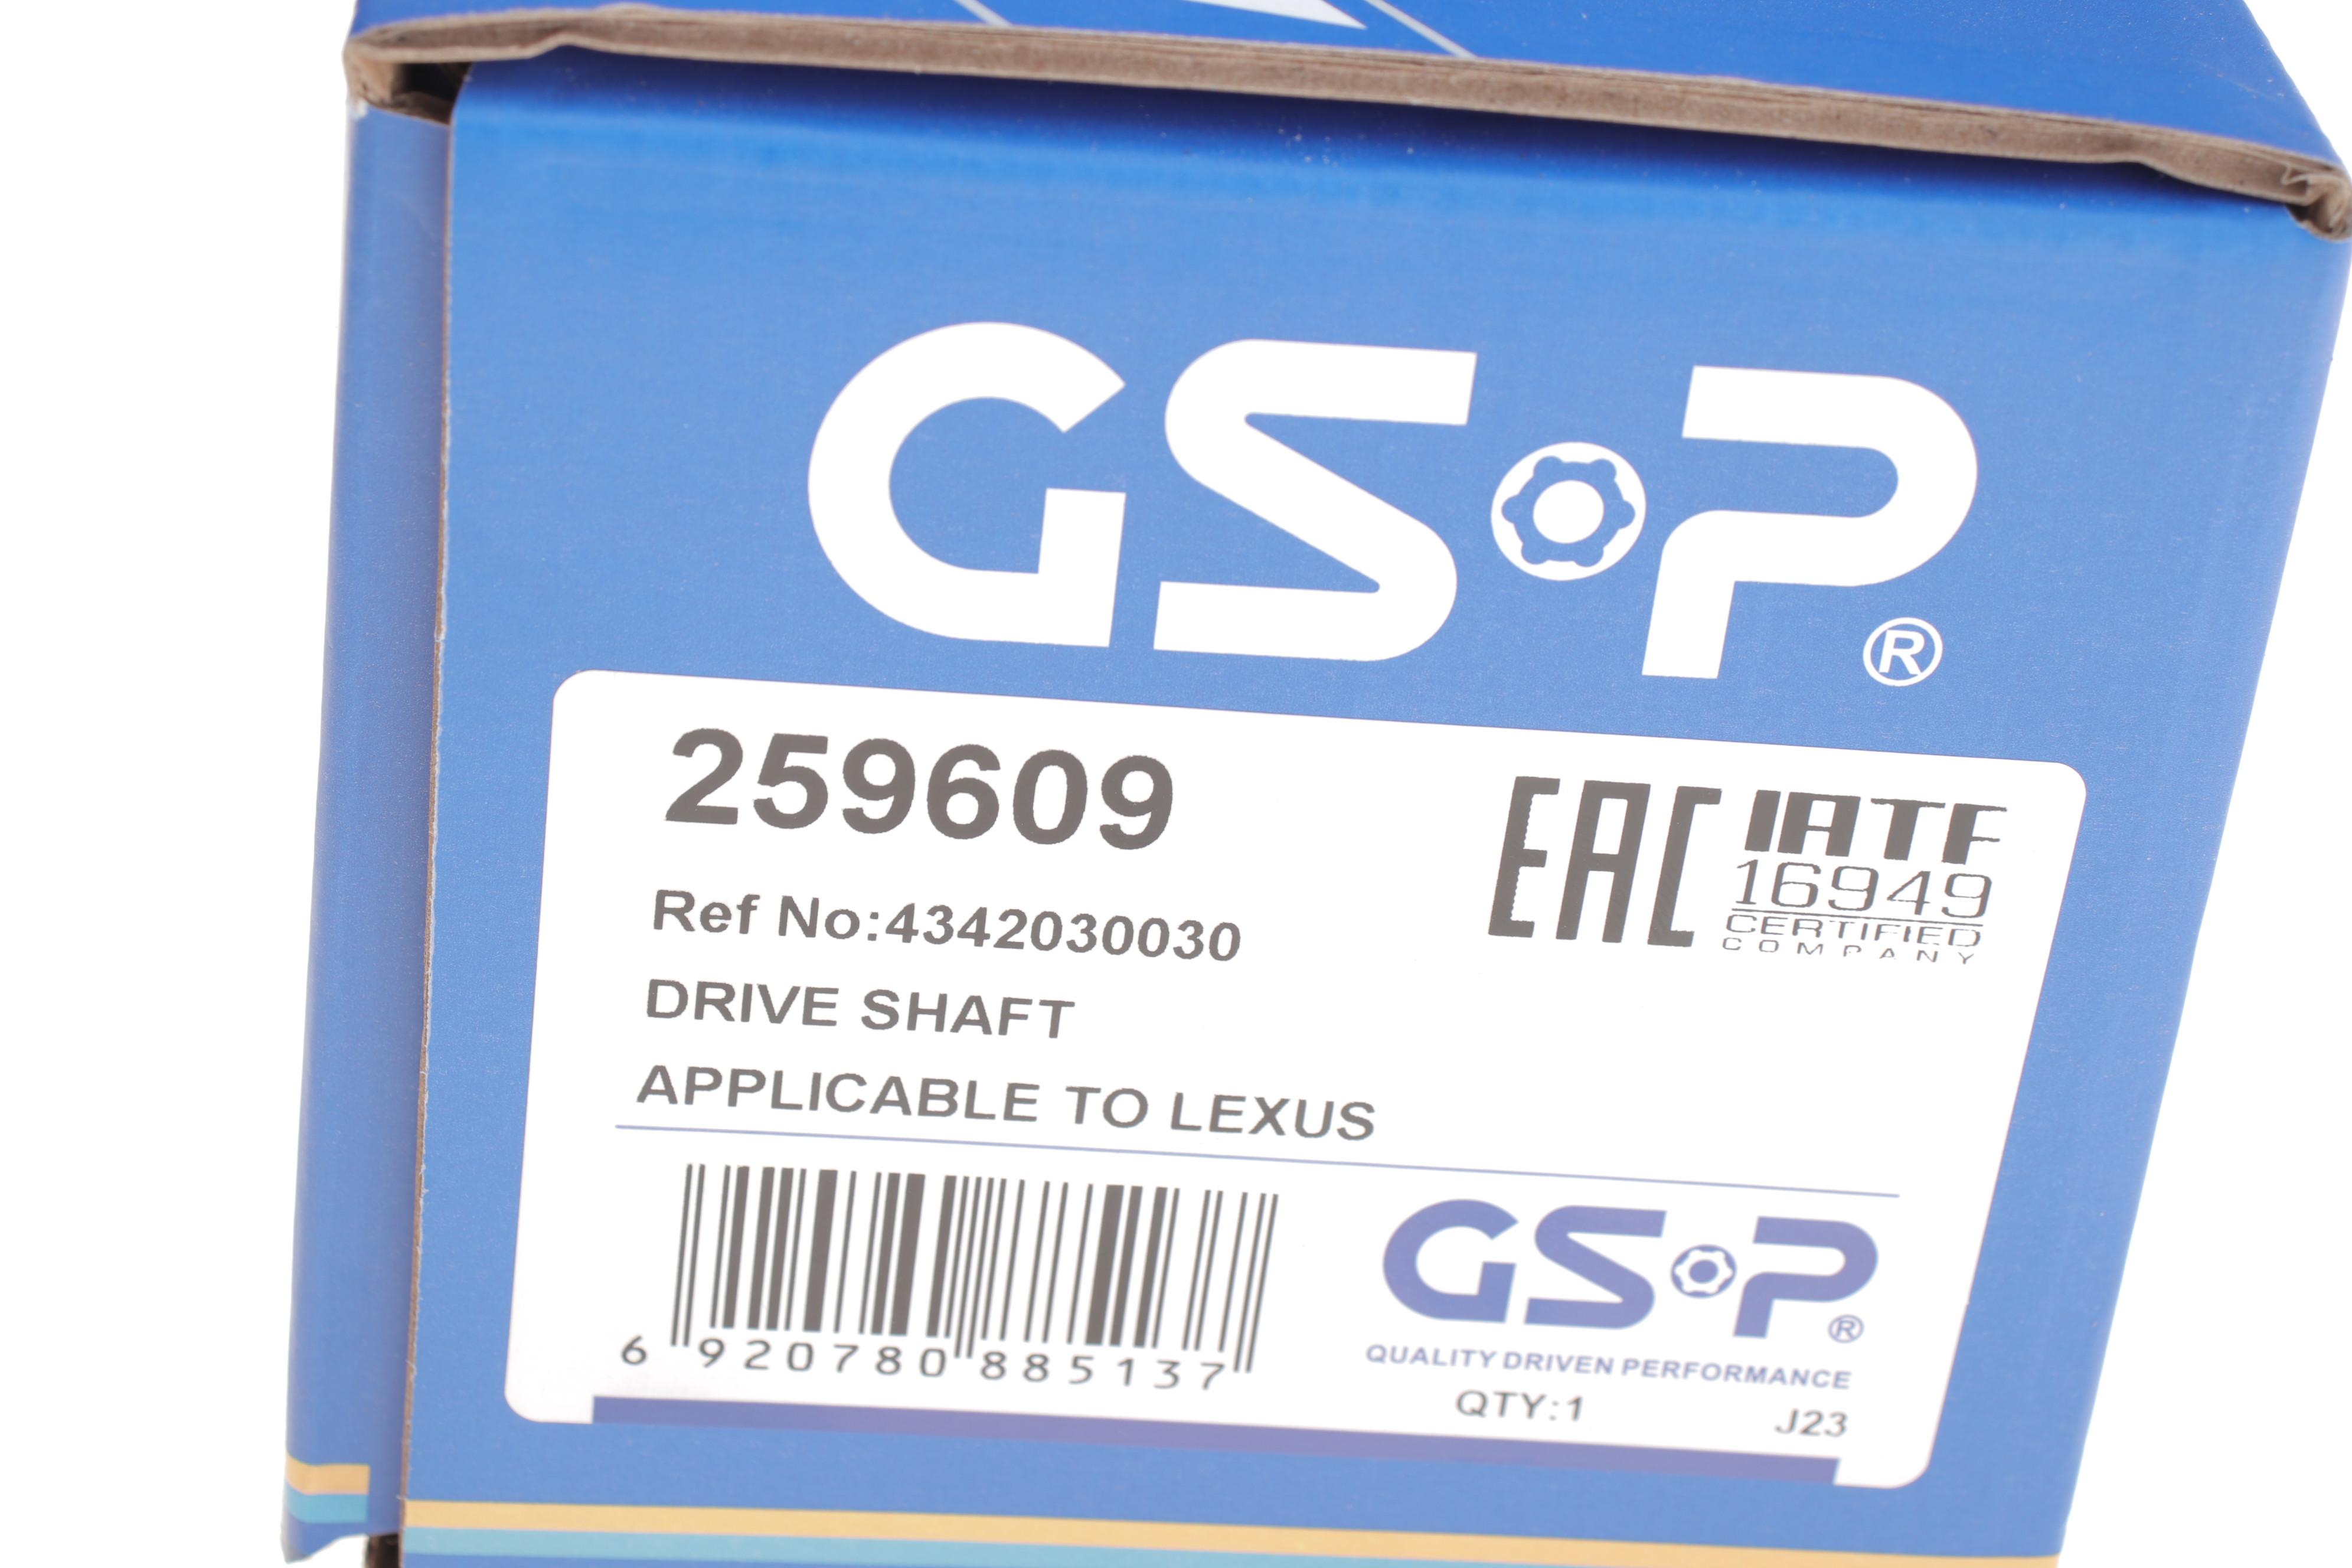 GSP®
259609
EAC
IATF
16949
CERTIFIED
COMPANY
Ref No:4342030030
DRIVE SHAFT
APPLICABLE TO LEXUS
6 920780 885137
GSP®
QUALITY DRIVEN PERFORMANCE
QTY:1 J23